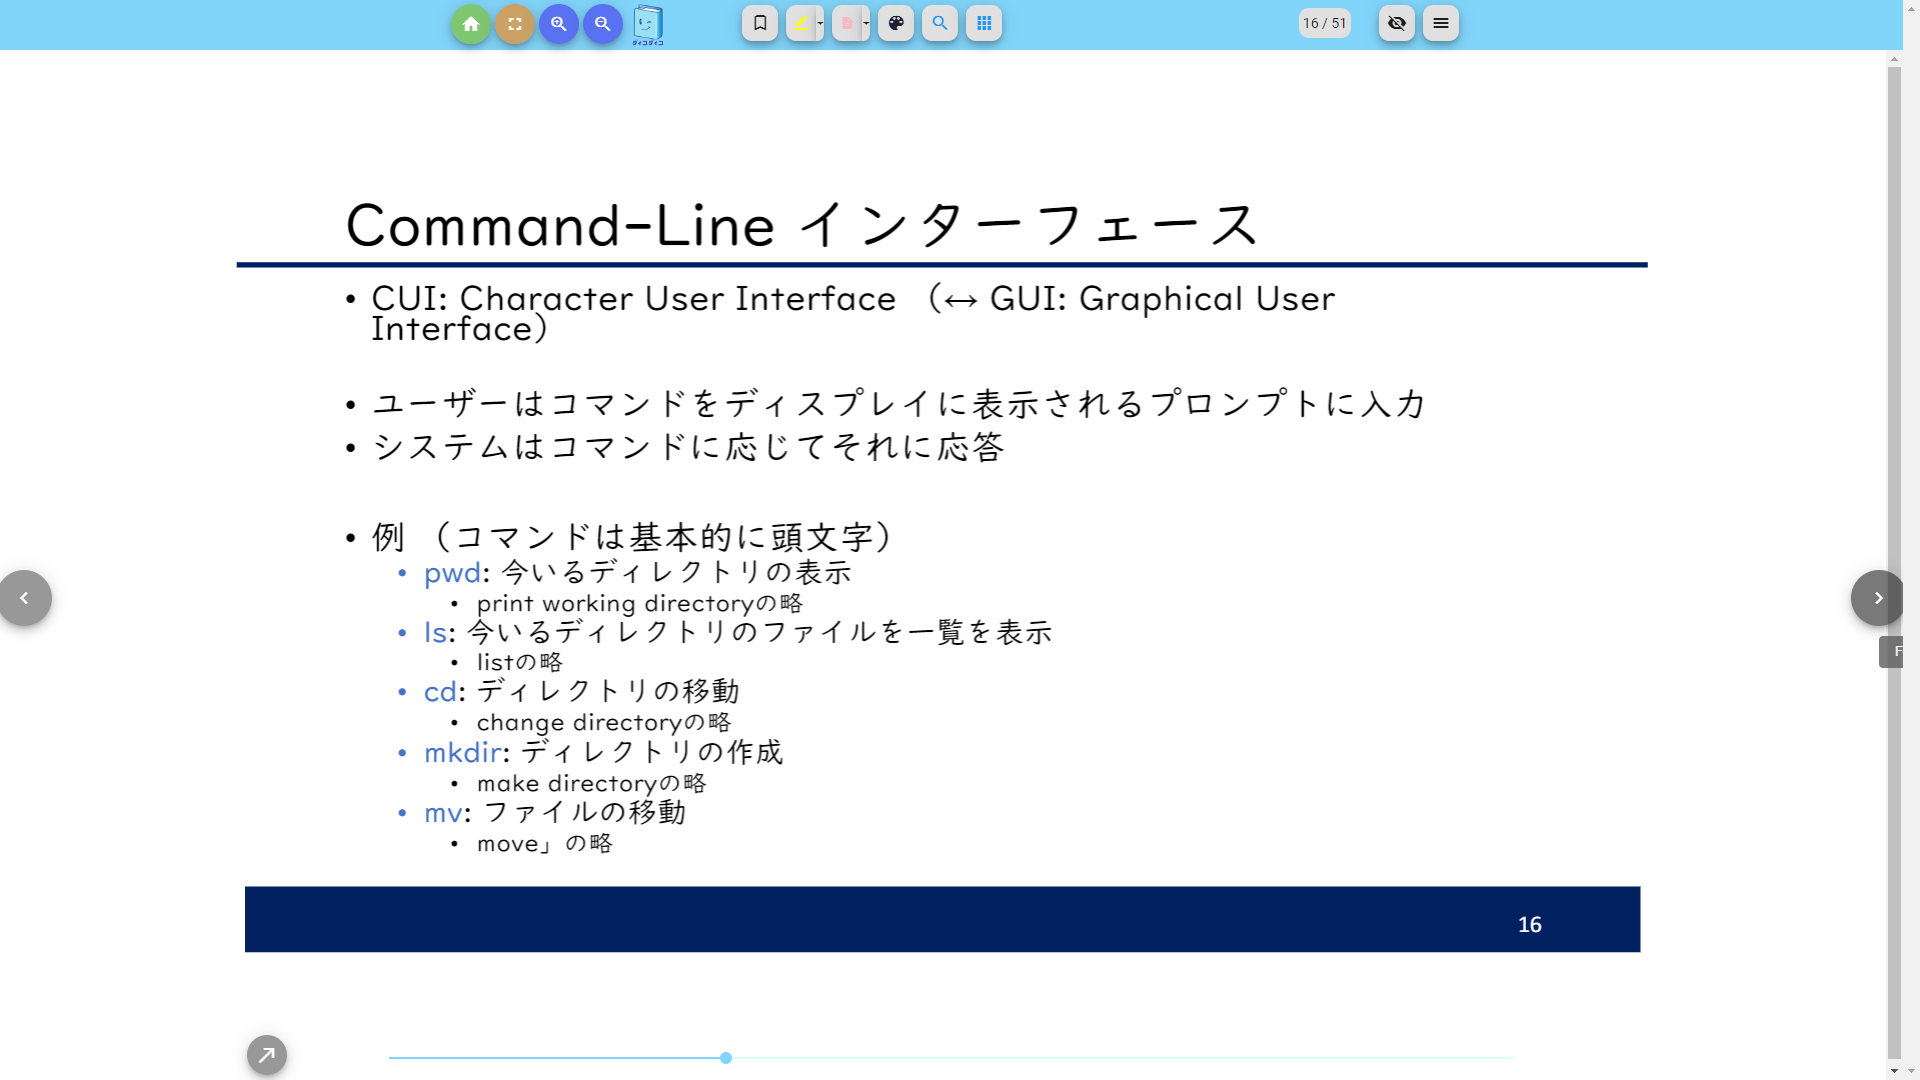 ディコディコ
16 / 51
Command-Line インターフェース
• CUI: Character User Interface （↔ GUI: Graphical User
Interface）
• ユーザーはコマンドをディスプレイに表示されるプロンプトに入力
• システムはコマンドに応じてそれに応答
• 例 （コマンドは基本的に頭文字）
• pwd: 今いるディレクトリの表示
• print working directoryの略
• ls: 今いるディレクトリのファイルを一覧を表示
• listの略
• cd: ディレクトリの移動
• change directoryの略
• mkdir: ディレクトリの作成
• make directoryの略
• mv: ファイルの移動
• move」の略
F
16